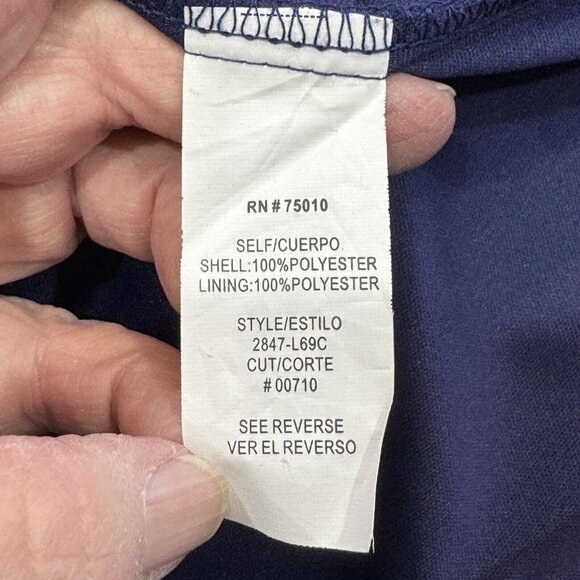 RN # 75010
SELF/CUERPO
SHELL:100%POLYESTER
LINING:100%POLYESTER
STYLE/ESTILO
2847-L69C
CUT/CORTE
# 00710
SEE REVERSE
VER EL REVERSO